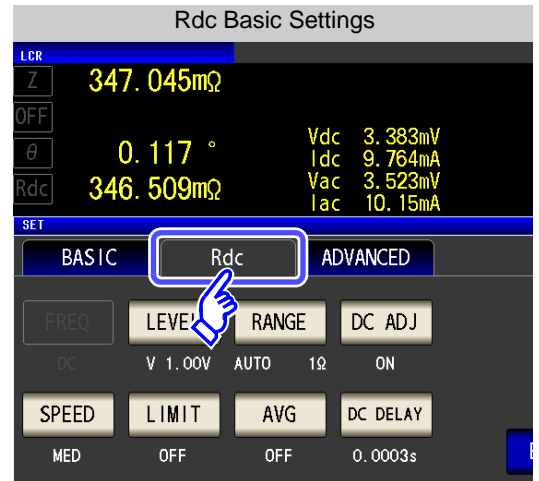 Rdc Basic Settings
LCR
Z 347.045mΩ
OFF
θ 0.117 °
Rdc 346.509mΩ
Vdc 3.383mV
Idc 9.764mA
Vac 3.523mV
Iac 10.15mA
SET
BASIC Rdc ADVANCED
FREQ LEVEL RANGE DC ADJ
DC V 1.00V AUTO 1Ω ON
SPEED LIMIT AVG DC DELAY
MED OFF OFF 0.0003s